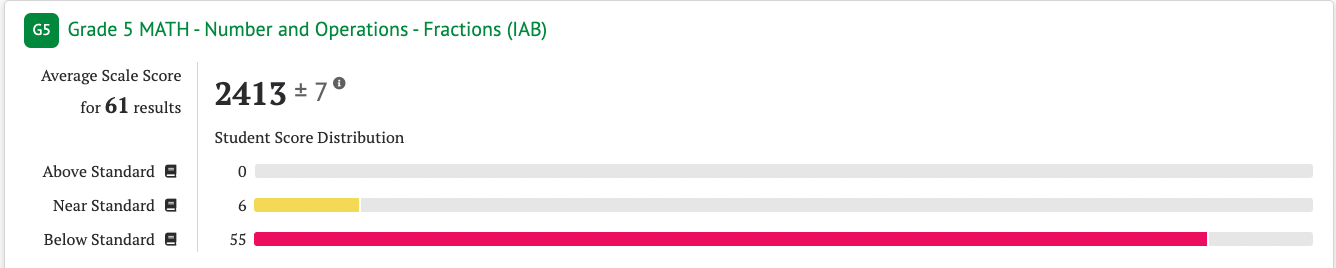 G5 Grade 5 MATH - Number and Operations - Fractions (IAB)
Average Scale Score
for 61 results
2413 ± 7
Student Score Distribution
Above Standard 0
Near Standard 6
Below Standard 55